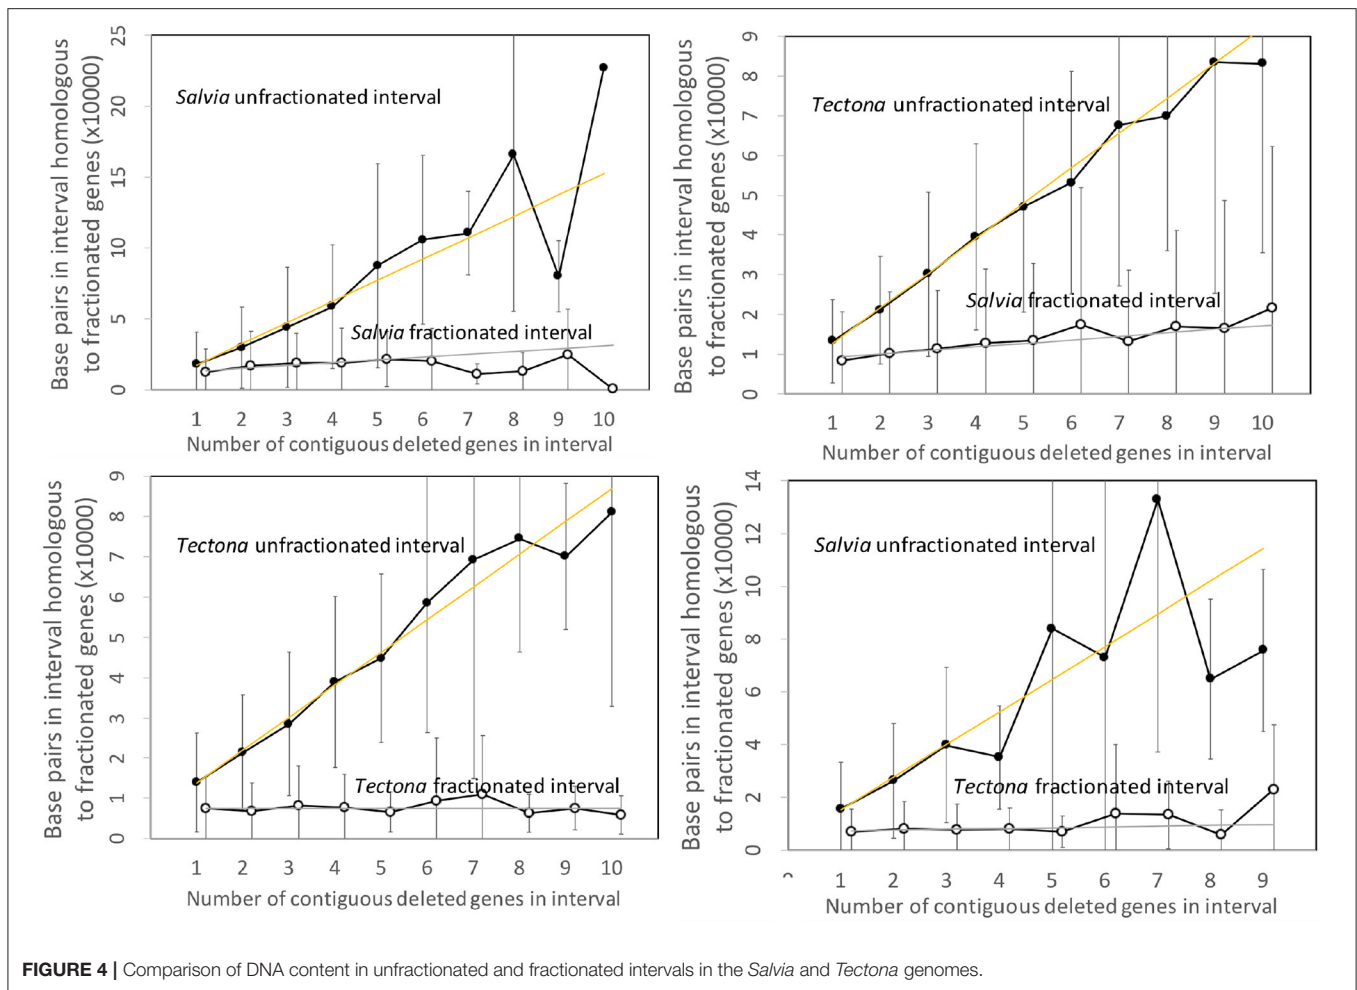 Base pairs in interval homologous
to fractionated genes (x10000)
25
20
15
10
5
0
Salvia unfractionated interval
Salvia fractionated interval
1 2 3 4 5 6 7 8 9 10
Number of contiguous deleted genes in interval
Base pairs in interval homologous
to fractionated genes (x10000)
9
8
7
6
5
4
3
2
1
0
Tectona unfractionated interval
Salvia fractionated interval
1 2 3 4 5 6 7 8 9 10
Number of contiguous deleted genes in interval
Base pairs in interval homologous
to fractionated genes (x10000)
9
8
7
6
5
4
3
2
1
0
Tectona unfractionated interval
Tectona fractionated interval
1 2 3 4 5 6 7 8 9 10
Number of contiguous deleted genes in interval
Base pairs in interval homologous
to fractionated genes (x10000)
14
12
10
8
6
4
2
0
Salvia unfractionated interval
Tectona fractionated interval
1 2 3 4 5 6 7 8 9
Number of contiguous deleted genes in interval
FIGURE 4 | Comparison of DNA content in unfractionated and fractionated intervals in the Salvia and Tectona genomes.